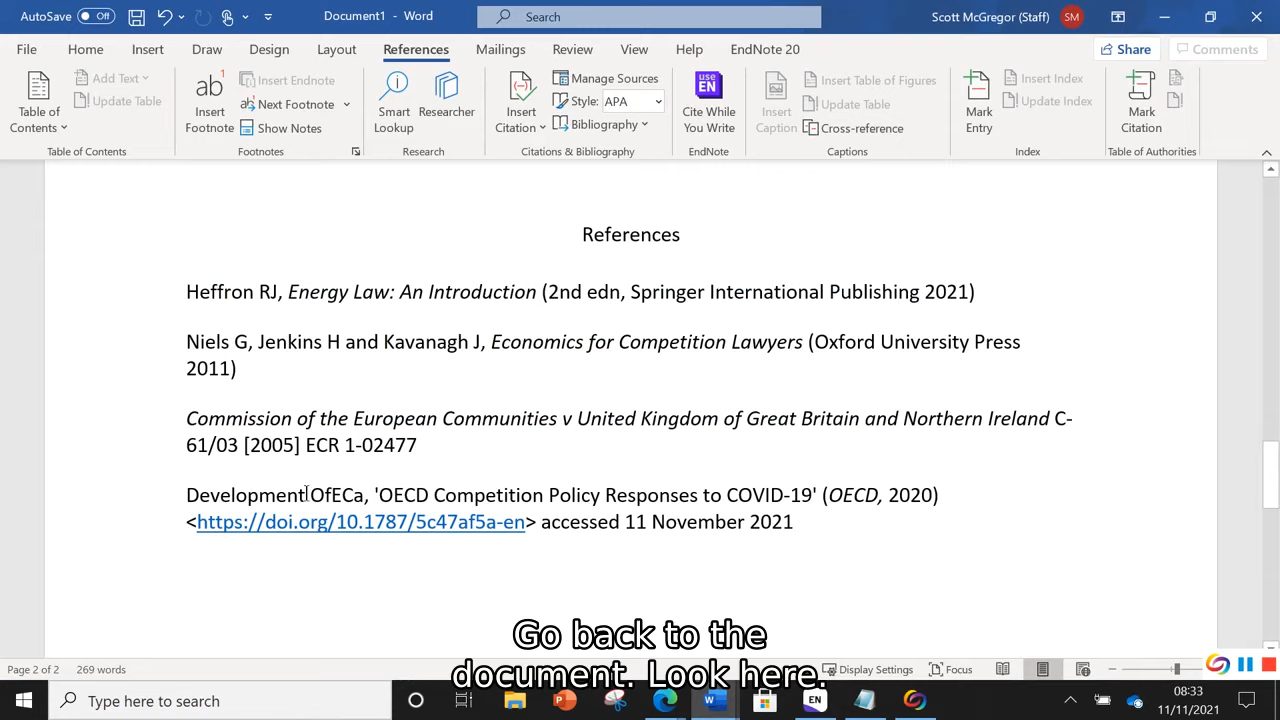 AutoSave Off Document1 - Word Search Scott McGregor (Staff) SM
File Home Insert Draw Design Layout References Mailings Review View Help EndNote 20 Share Comments
Table of Contents
Add Text
Update Table
Table of Contents
Insert Footnote
ab1
Insert Endnote
Next Footnote
Show Notes
Footnotes
Smart Lookup
Researcher
Research
Insert Citation
Manage Sources
Style: APA
Bibliography
Citations & Bibliography
use EN
Cite While You Write
EndNote
Insert Caption
Insert Table of Figures
Update Table
Cross-reference
Captions
Mark Entry
Insert Index
Update Index
Index
Mark Citation
Table of Authorities
References
Heffron RJ, Energy Law: An Introduction (2nd edn, Springer International Publishing 2021)
Niels G, Jenkins H and Kavanagh J, Economics for Competition Lawyers (Oxford University Press
2011)
Commission of the European Communities v United Kingdom of Great Britain and Northern Ireland C-
61/03 [2005] ECR 1-02477
DevelopmentOfECa, 'OECD Competition Policy Responses to COVID-19' (OECD, 2020)
<https://doi.org/10.1787/5c47af5a-en> accessed 11 November 2021
Go back to the
document. Look here.
Page 2 of 2 269 words Display Settings Focus
Type here to search EN 08:33
11/11/2021